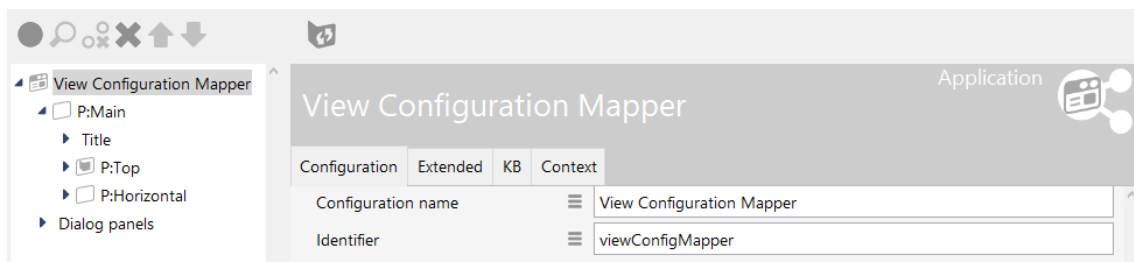 View Configuration Mapper
P:Main
Title
P:Top
P:Horizontal
Dialog panels
Application
View Configuration Mapper
Configuration Extended KB Context
Configuration name View Configuration Mapper
Identifier viewConfigMapper